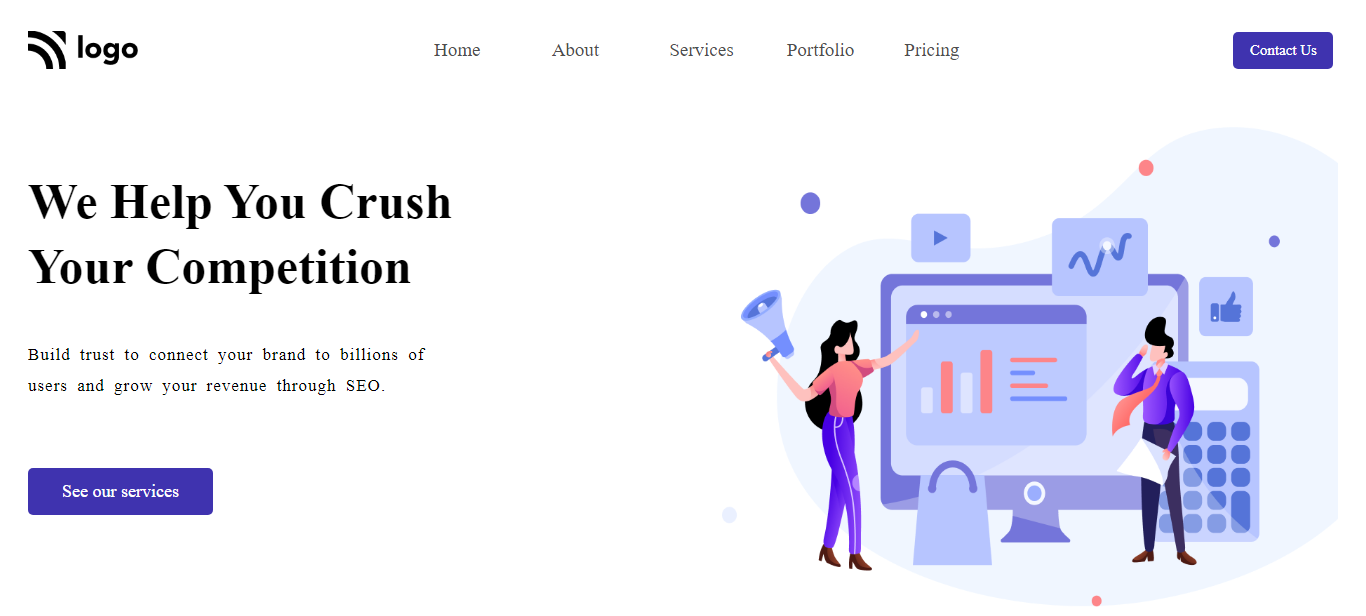 logo
Home
About
Services
Portfolio
Pricing
Contact Us
We Help You Crush
Your Competition
Build trust to connect your brand to billions of
users and grow your revenue through SEO.
See our services